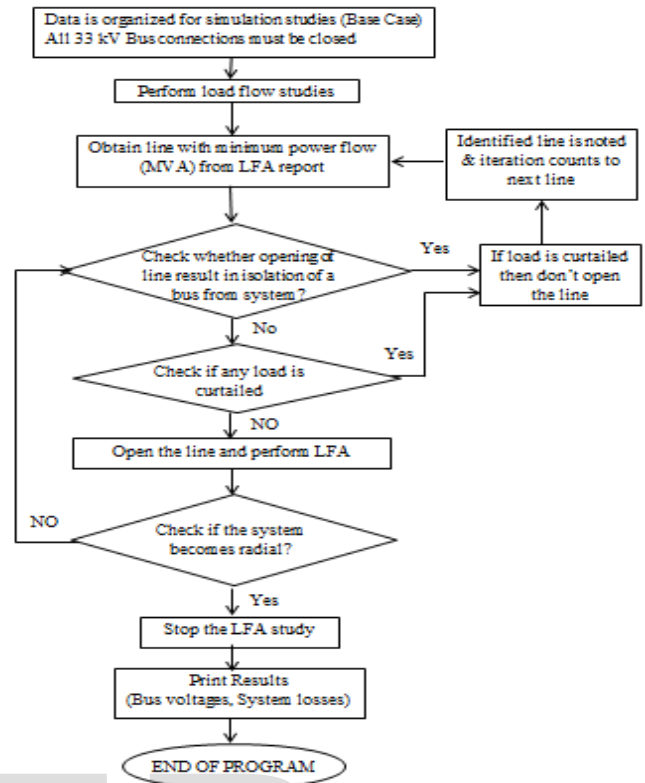 Data is organized for simulation studies (Base Case)
All 33 kV Bus connections must be closed
Perform load flow studies
Obtain line with minimum power flow
(MVA) from LFA report
Identified line is noted
& iteration counts to
next line
Check whether opening of
line result in isolation of a
bus from system?
Yes
If load is curtailed
then don't open
the line
No
Check if any load is
curtailed
Yes
NO
Open the line and perform LFA
Check if the system
becomes radial?
NO
Yes
Stop the LFA study
Print Results
(Bus voltages, System losses)
END OF PROGRAM